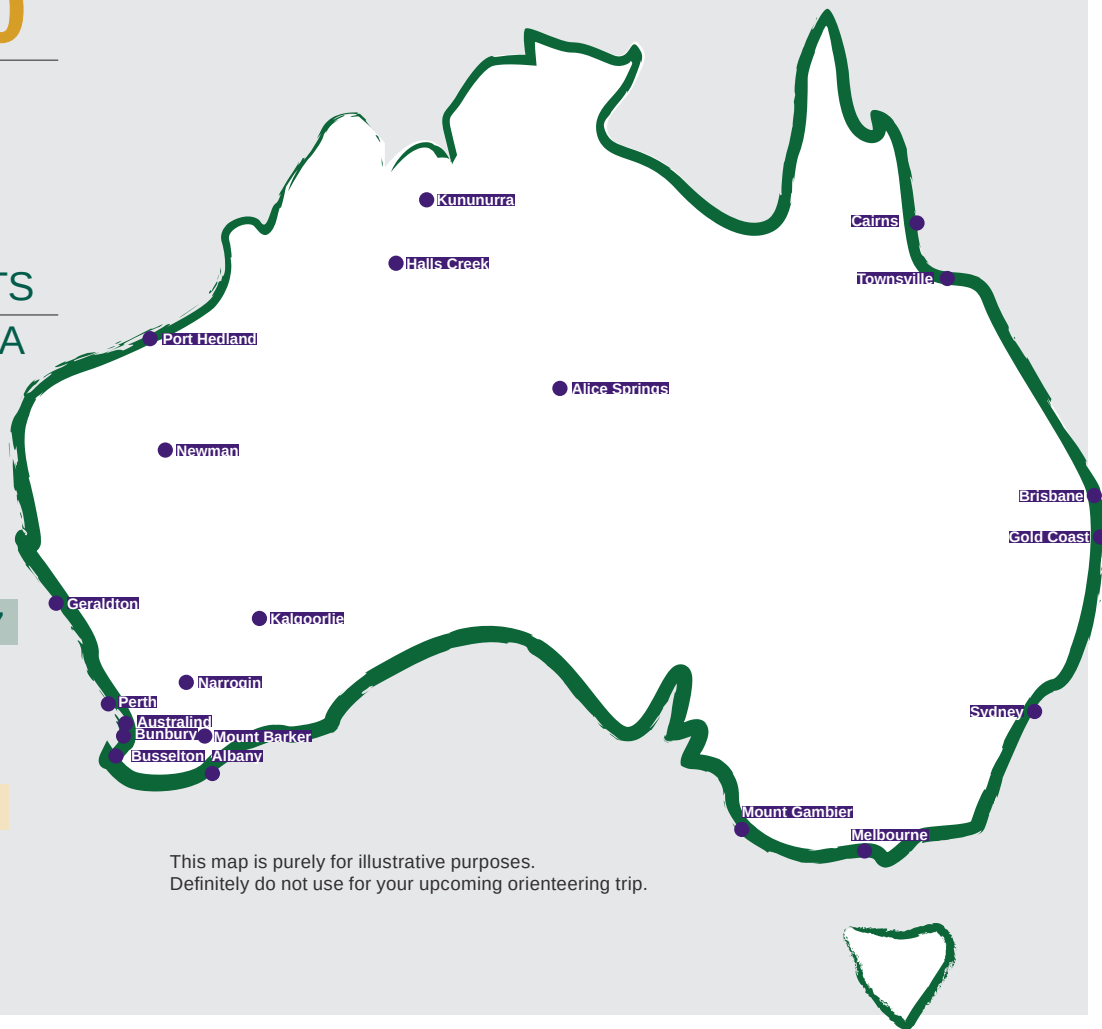 TS
A
Kununurra
Cairns
Halls Creek
Townsville
Port Hedland
Alice Springs
Newman
Brisbane
Gold Coast
Geraldton
Kalgoorlie
Narrogin
Perth
Sydney
Australind
Bunbury
Mount Barker
Busselton
Albany
Mount Gambier
Melbourne
This map is purely for illustrative purposes.
Definitely do not use for your upcoming orienteering trip.